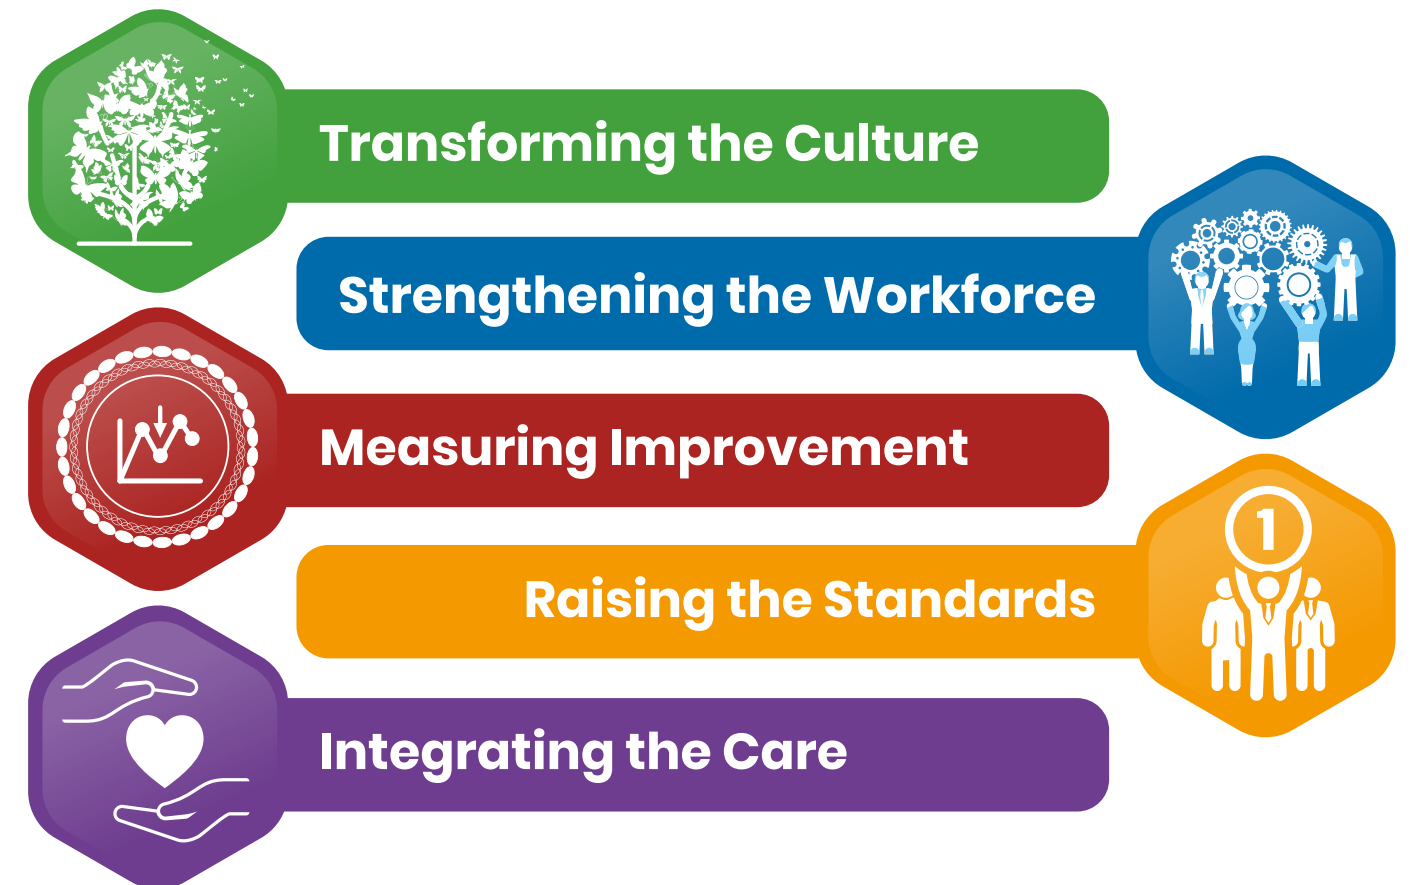 Transforming the Culture
Strengthening the Workforce
Measuring Improvement
1
Raising the Standards
Integrating the Care